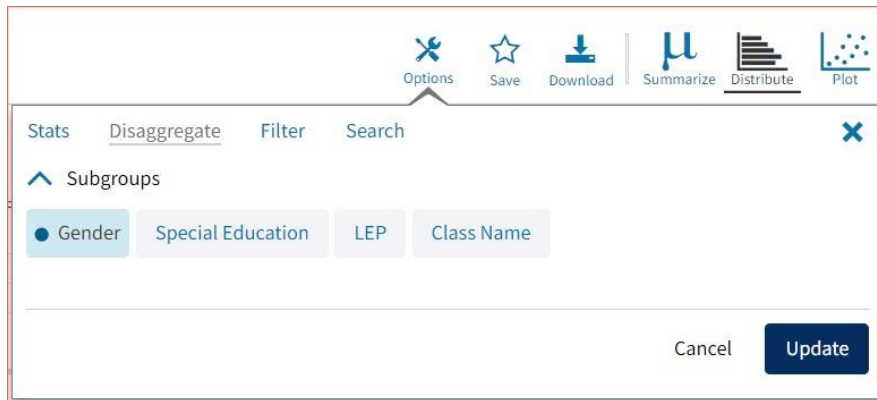 Options Save Download μ Summarize Distribute Plot
Stats Disaggregate Filter Search
Subgroups
Gender Special Education LEP Class Name
Cancel Update